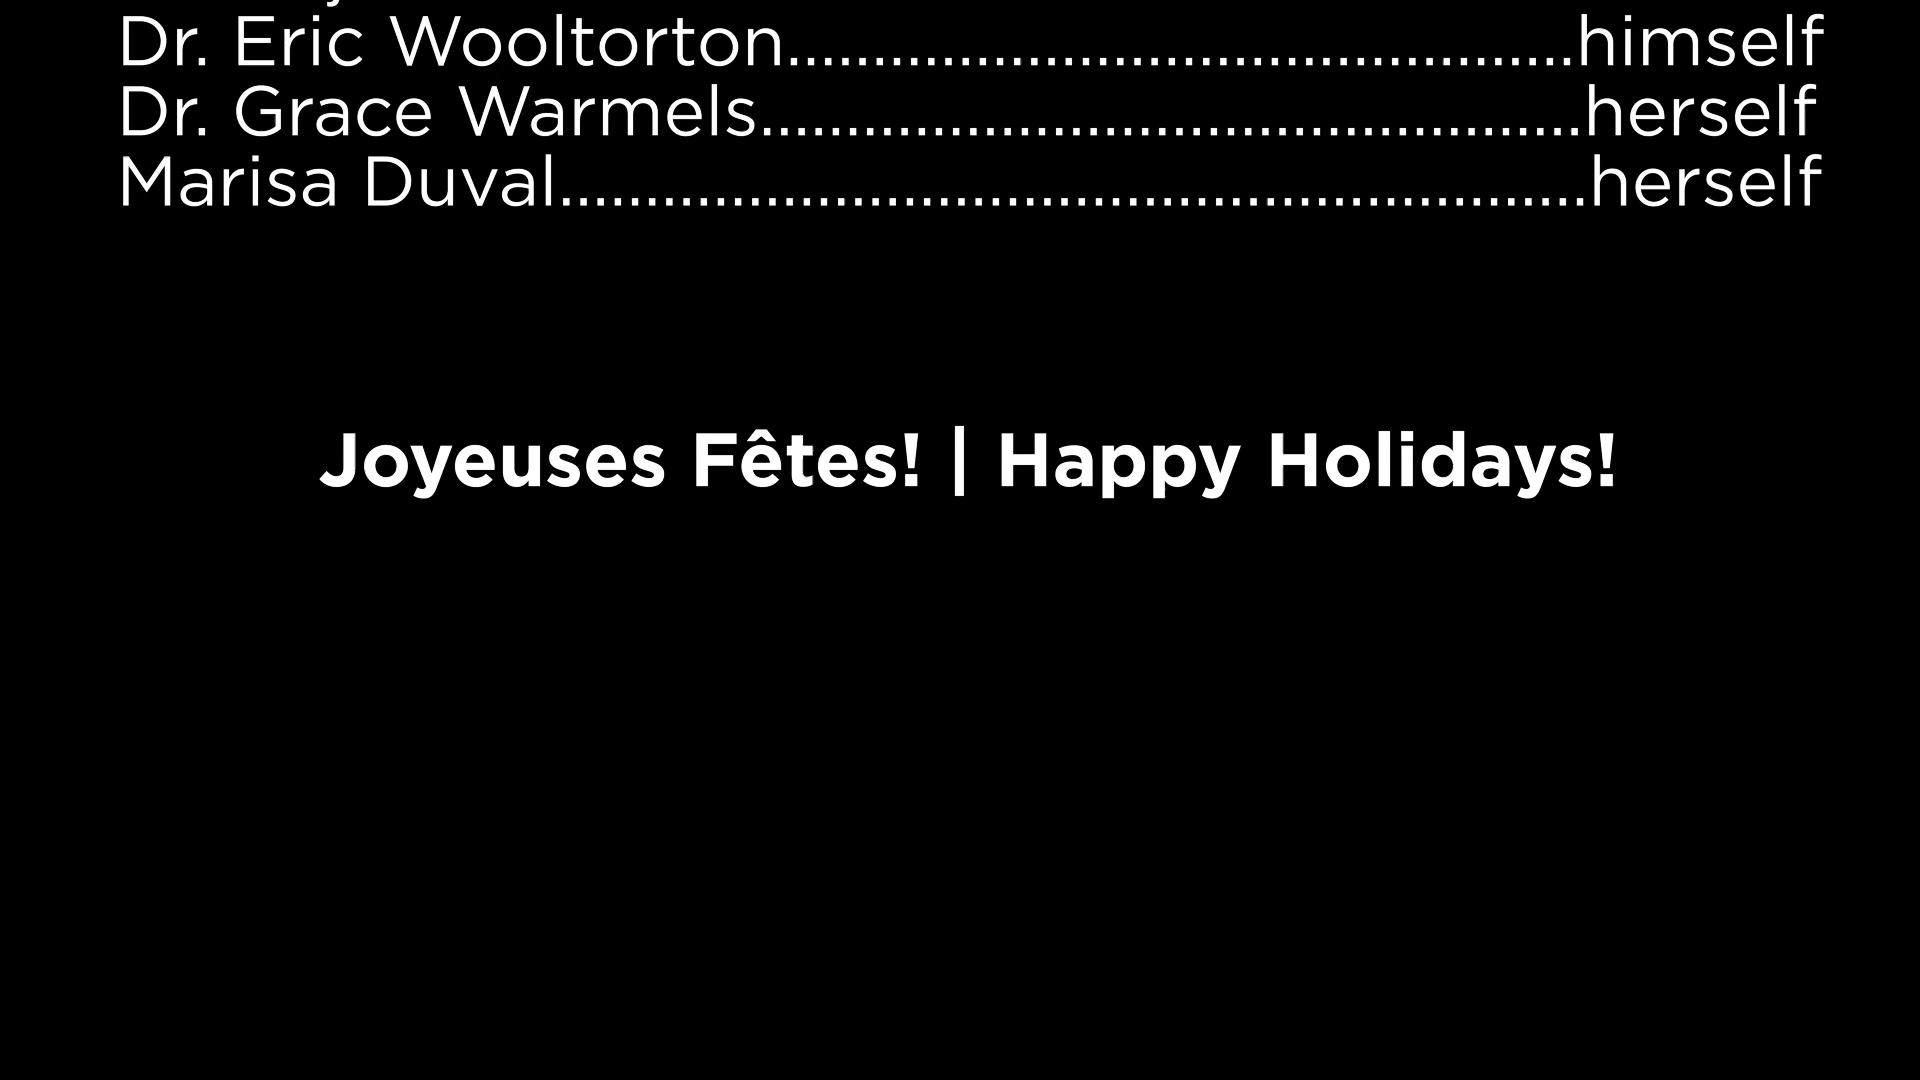 Dr. Eric Wooltorton..............................................himself
Dr. Grace Warmels................................................herself
Marisa Duval............................................................herself
Joyeuses Fêtes! | Happy Holidays!